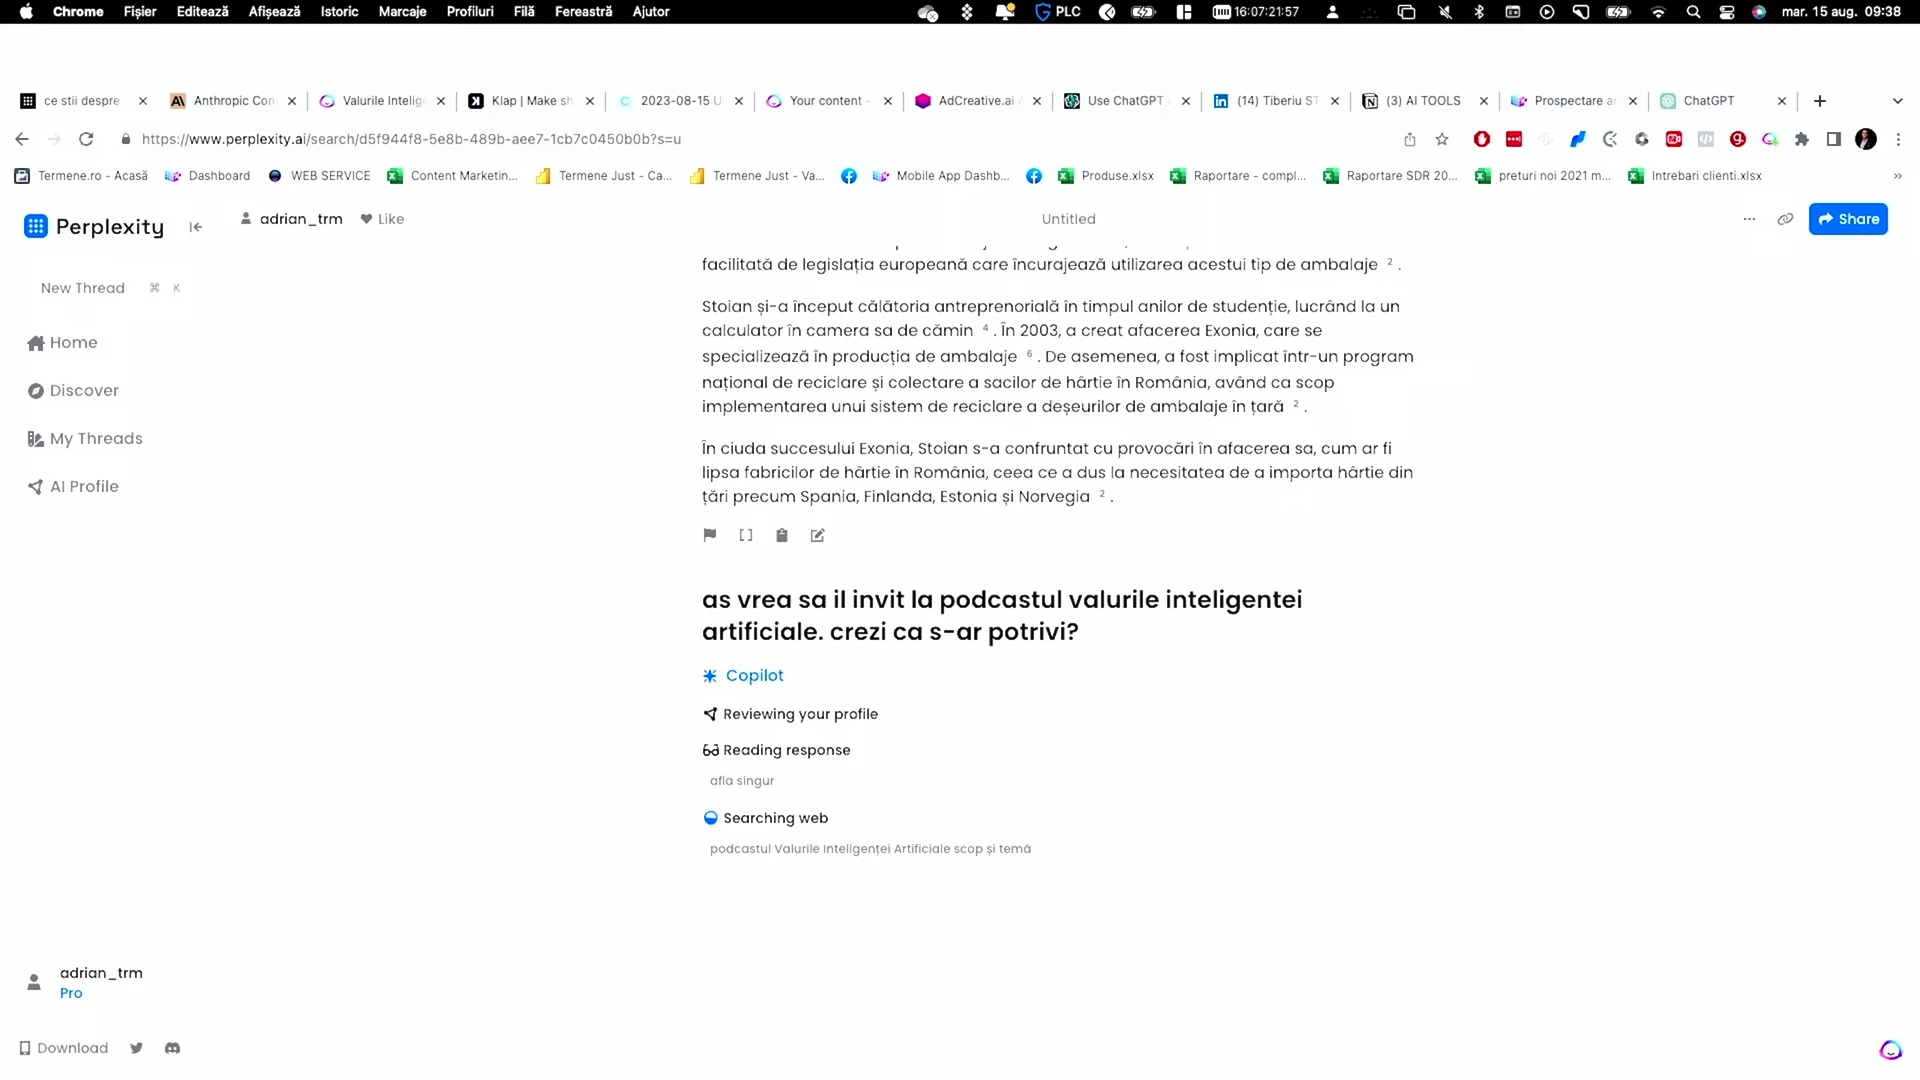 Chrome Fișier Editează Afișează Istoric Marcaje Profiluri Filă Fereastră Ajutor PLC 16:07:21:57 mar. 15 aug. 09:38
ce stii despre Anthropic Con Valurile Intelige Klap | Make sh 2023-08-15 U Your content - AdCreative.ai Use ChatGPT (14) Tiberiu ST (3) AI TOOLS Prospectare ChatGPT
https://www.perplexity.ai/search/d5f944f8-5e8b-489b-aee7-1cb7c0450b0b?s=u
Termene.ro - Acasă Dashboard WEB SERVICE Content Marketin... Termene Just - Ca... Termene Just - Va... Mobile App Dashb... Produse.xlsx Raportare - compl... Raportare SDR 20... preturi noi 2021 m... Intrebari clienti.xlsx »
Perplexity adrian_trm Like Untitled Share
New Thread ⌘ K
Home
Discover
My Threads
AI Profile
facilitată de legislația europeană care încurajează utilizarea acestui tip de ambalaje 2 .
Stoian și-a început călătoria antreprenorială în timpul anilor de studenție, lucrând la un
calculator în camera sa de cămin 4 . În 2003, a creat afacerea Exonia, care se
specializează în producția de ambalaje 6 . De asemenea, a fost implicat într-un program
național de reciclare și colectare a sacilor de hârtie în România, având ca scop
implementarea unui sistem de reciclare a deșeurilor de ambalaje în țară 2 .
În ciuda succesului Exonia, Stoian s-a confruntat cu provocări în afacerea sa, cum ar fi
lipsa fabricilor de hârtie în România, ceea ce a dus la necesitatea de a importa hârtie din
țări precum Spania, Finlanda, Estonia și Norvegia 2 .
as vrea sa il invit la podcastul valurile inteligentei
artificiale. crezi ca s-ar potrivi?
Copilot
Reviewing your profile
Reading response
afla singur
Searching web
podcastul Valurile Inteligenței Artificiale scop și temă
adrian_trm
Pro
Download